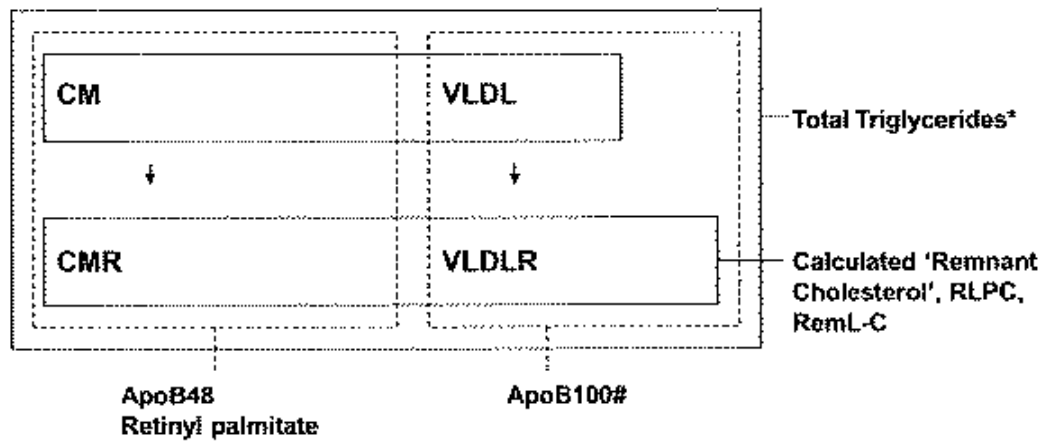 CM
VLDL
Total Triglycerides*
CMR
VLDLR
Calculated ‘Remnant
Cholesterol’, RLPC,
RemL-C
ApoB48
Retinyl palmitate
ApoB100#